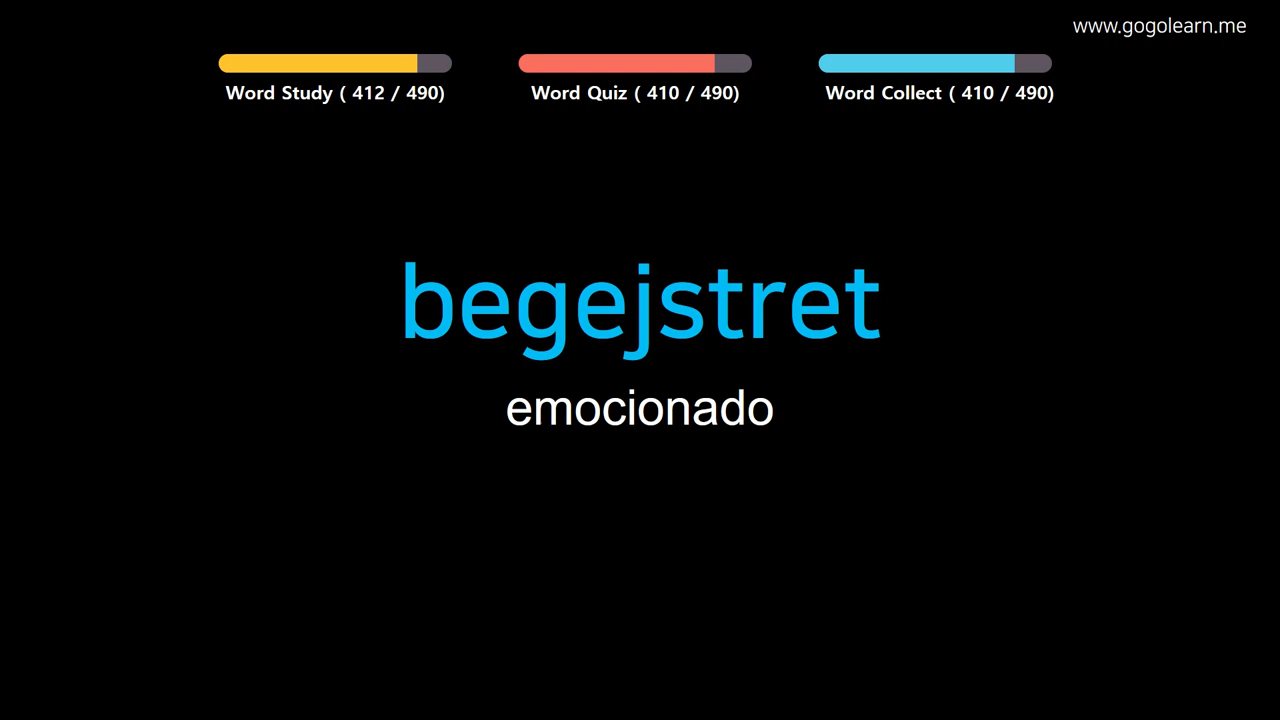 www.gogolearn.me
Word Study ( 412 / 490)
Word Quiz ( 410 / 490)
Word Collect ( 410 / 490)
begejstret
emocionado